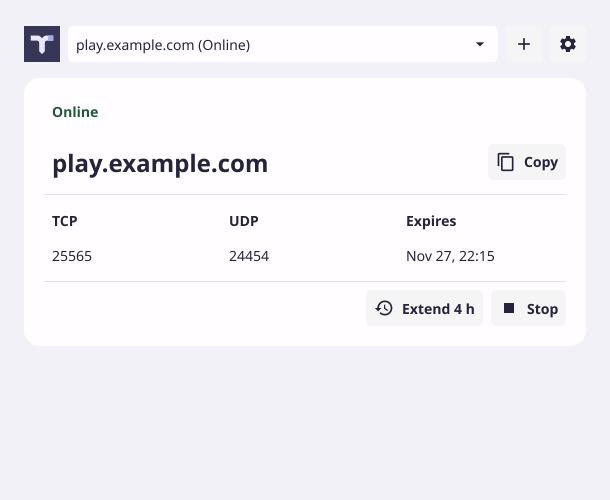 play.example.com (Online)
Online
play.example.com
Copy
TCP UDP Expires
25565 24454 Nov 27, 22:15
Extend 4 h Stop